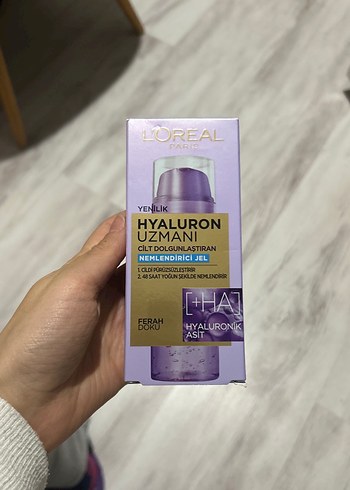 L'ORÉAL
PARIS
YENİLİK
HYALURON
UZMANI
CİLT DOLGUNLAŞTIRAN
NEMLENDİRİCİ JEL
1. CİLDİ PÜRÜZSÜZLEŞTİRİR
2. 48 SAAT YOĞUN ŞEKİLDE NEMLENDİRİR
[+HA]
HYALURONİK
ASİT
FERAH
DOKU